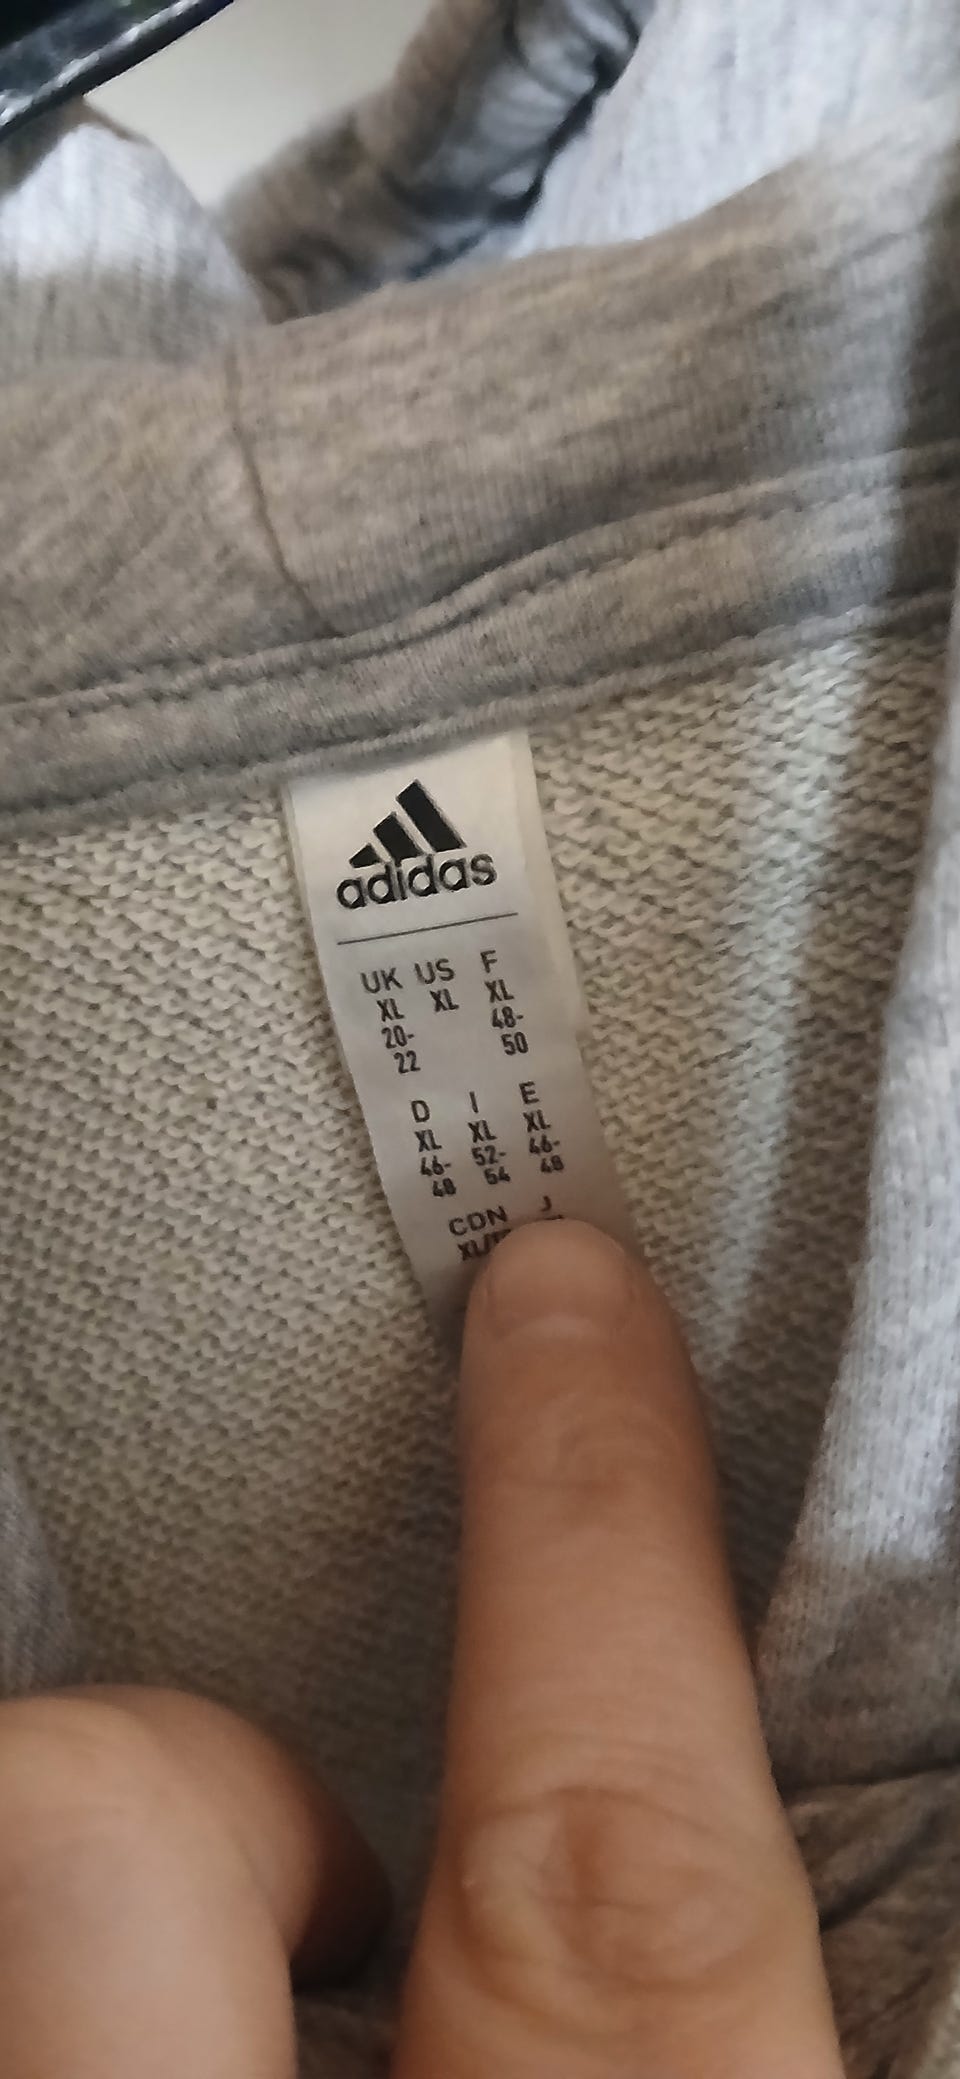 adidas
UK US F
XL XL XL
20- 48-
22 50
D I E
XL XL XL
46- 52- 46-
48 54 48
CDN J